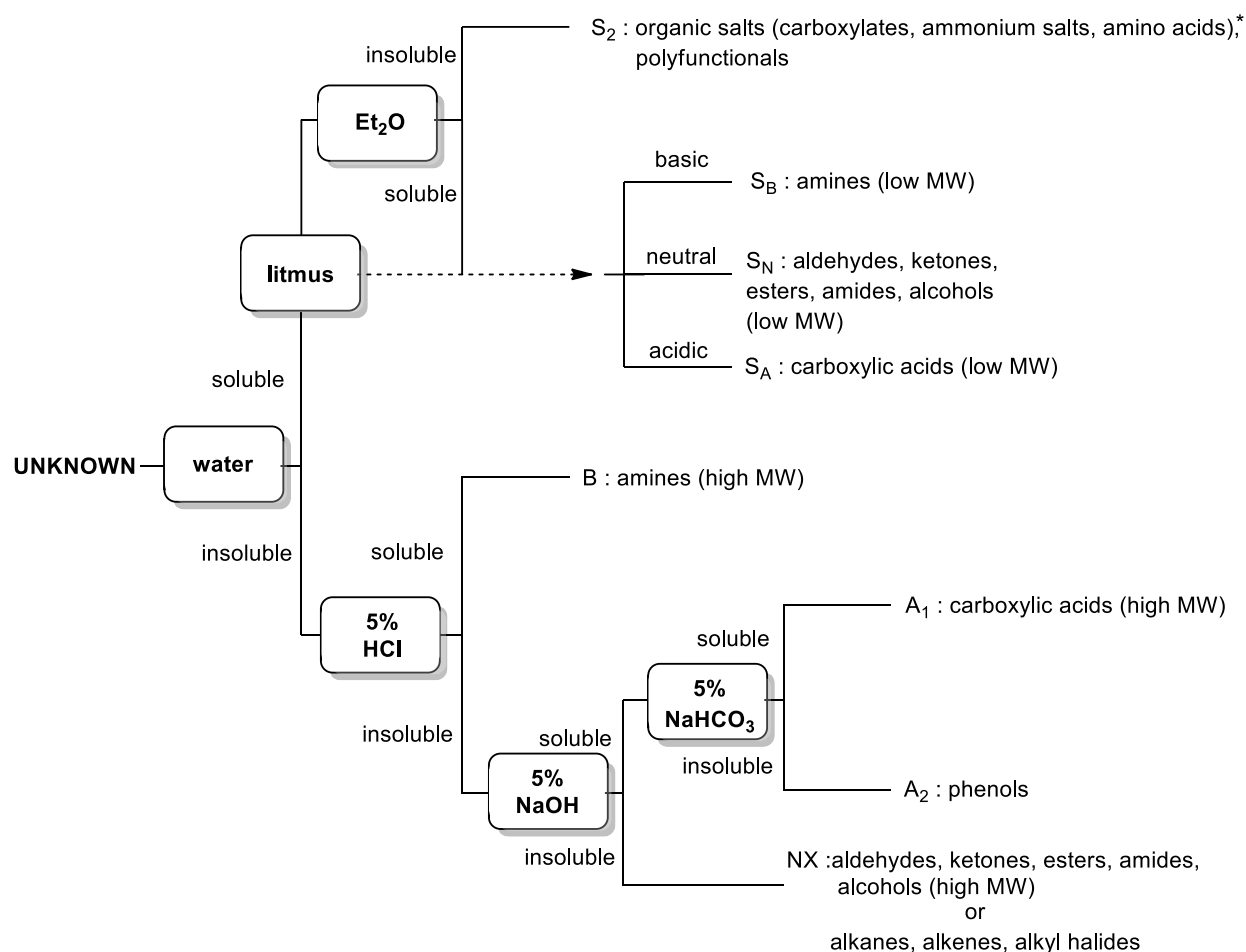 S₂ : organic salts (carboxylates, ammonium salts, amino acids),*
polyfunctionals
insoluble
Et₂O
soluble
basic
S_B : amines (low MW)
litmus
neutral
S_N : aldehydes, ketones,
esters, amides, alcohols
(low MW)
acidic
S_A : carboxylic acids (low MW)
soluble
UNKNOWN
water
insoluble
B : amines (high MW)
soluble
5%
HCl
insoluble
A₁ : carboxylic acids (high MW)
soluble
5%
NaHCO₃
soluble
insoluble
5%
NaOH
A₂ : phenols
insoluble
NX :aldehydes, ketones, esters, amides,
alcohols (high MW)
or
alkanes, alkenes, alkyl halides